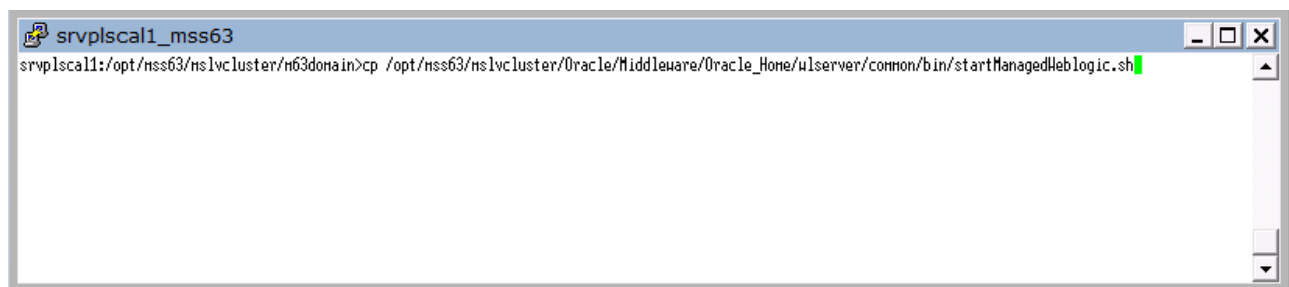 srvplscal1_mss63
srvplscal1:/opt/mss63/mslvcluster/m63domain>cp /opt/mss63/mslvcluster/Oracle/Middleware/Oracle_Home/wlserver/common/bin/startManagedWeblogic.sh